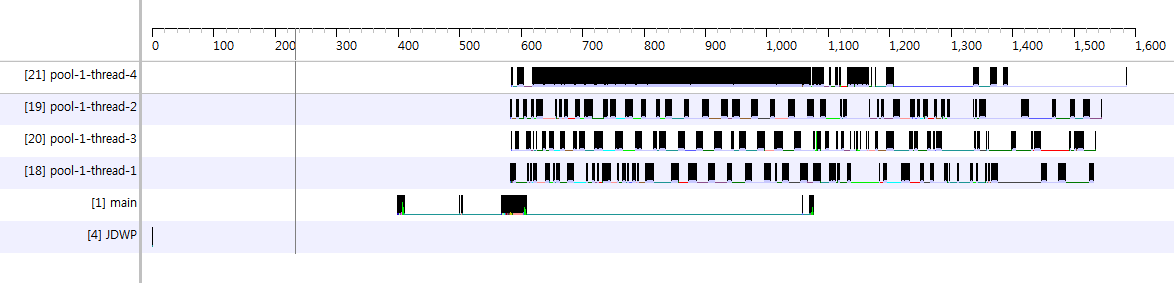 0 100 200 300 400 500 600 700 800 900 1,000 1,100 1,200 1,300 1,400 1,500 1,600
[21] pool-1-thread-4
[19] pool-1-thread-2
[20] pool-1-thread-3
[18] pool-1-thread-1
[1] main
[4] JDWP